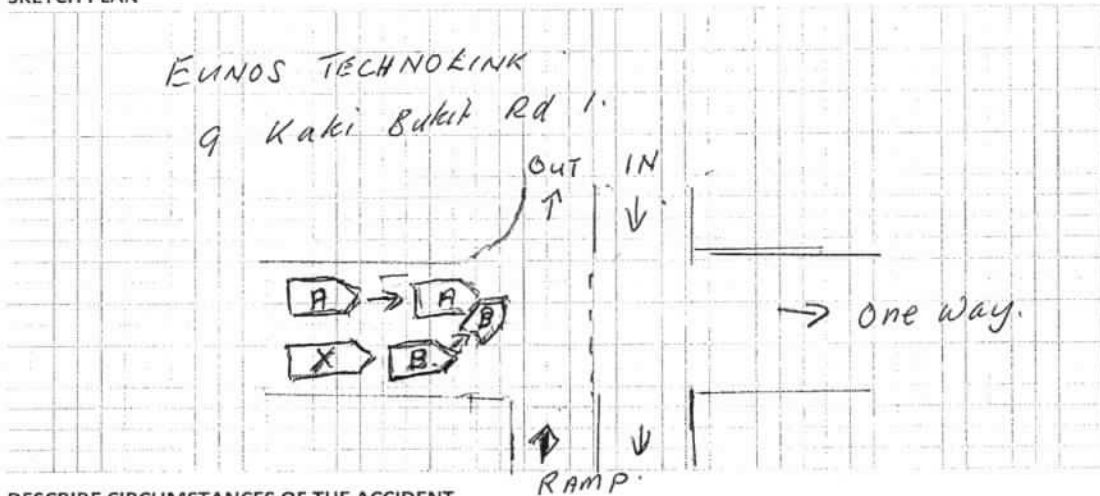 SKETCH PLAN
EUNOS TECHNOLINK
9 Kaki Bukit Rd 1.
OUT IN
A A
B
One way.
X B
RAMP.
DESCRIBE CIRCUMSTANCES OF THE ACCIDENT